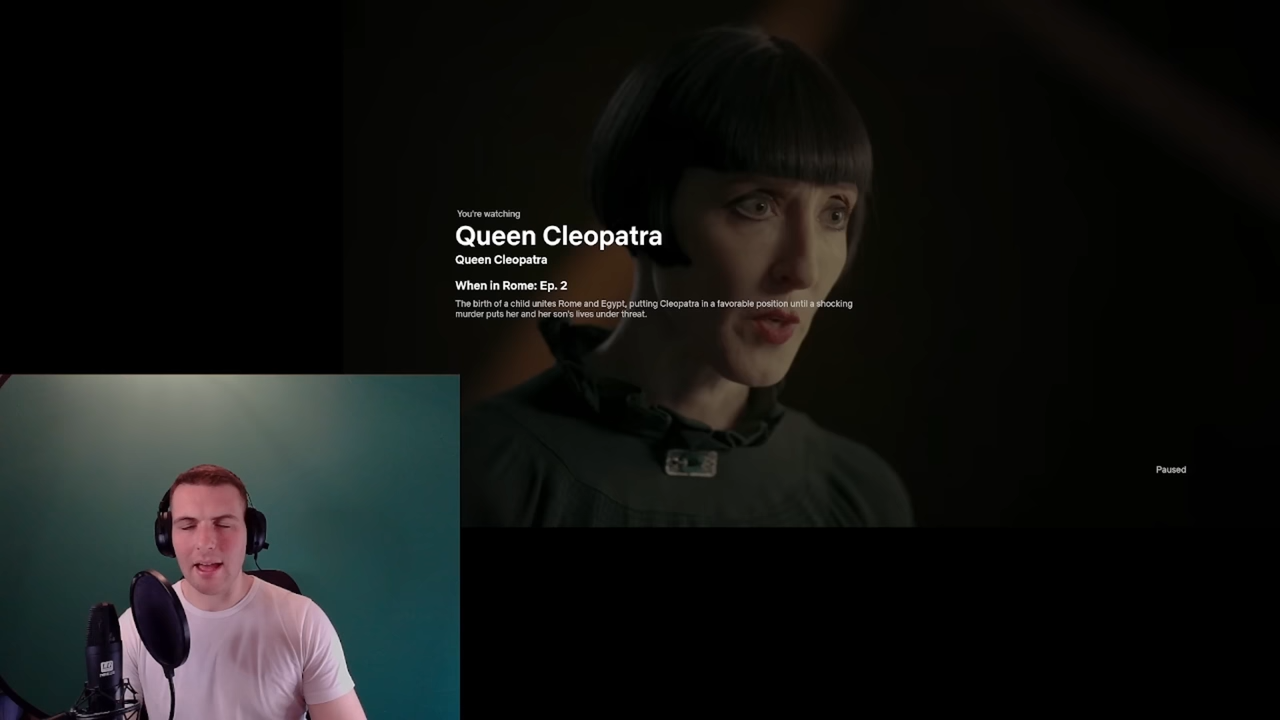 You're watching
Queen Cleopatra
Queen Cleopatra
When in Rome: Ep. 2
The birth of a child unites Rome and Egypt, putting Cleopatra in a favorable position until a shocking
murder puts her and her son's lives under threat.
Paused